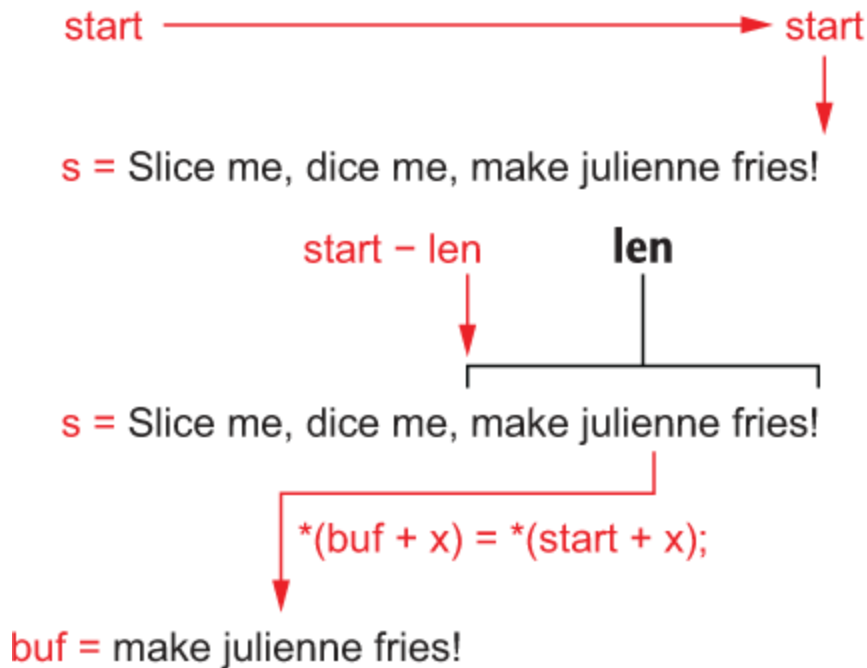 start start
s = Slice me, dice me, make julienne fries!
start − len len
s = Slice me, dice me, make julienne fries!
*(buf + x) = *(start + x);
buf = make julienne fries!